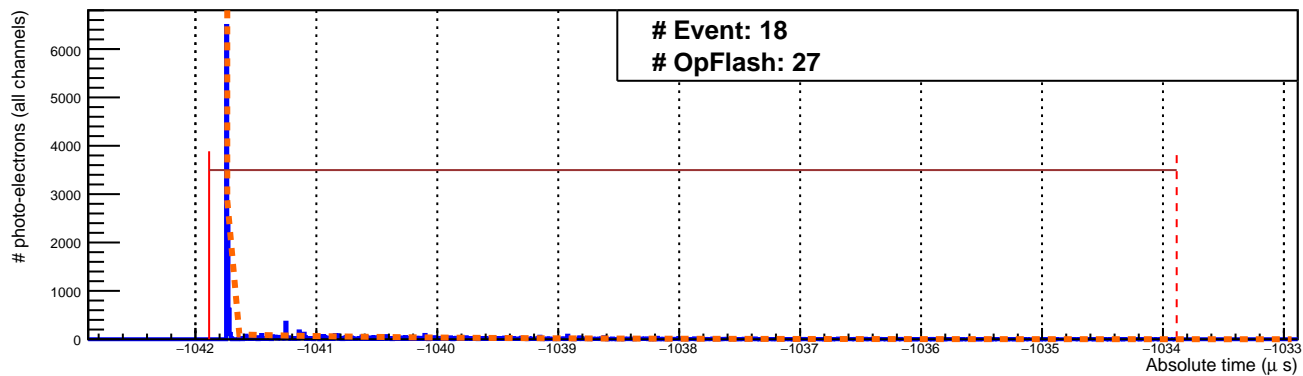 # Event: 18
# OpFlash: 27
# photo-electrons (all channels)
6000
5000
4000
3000
2000
1000
0
−1042 −1041 −1040 −1039 −1038 −1037 −1036 −1035 −1034 −1033
Absolute time (μ s)